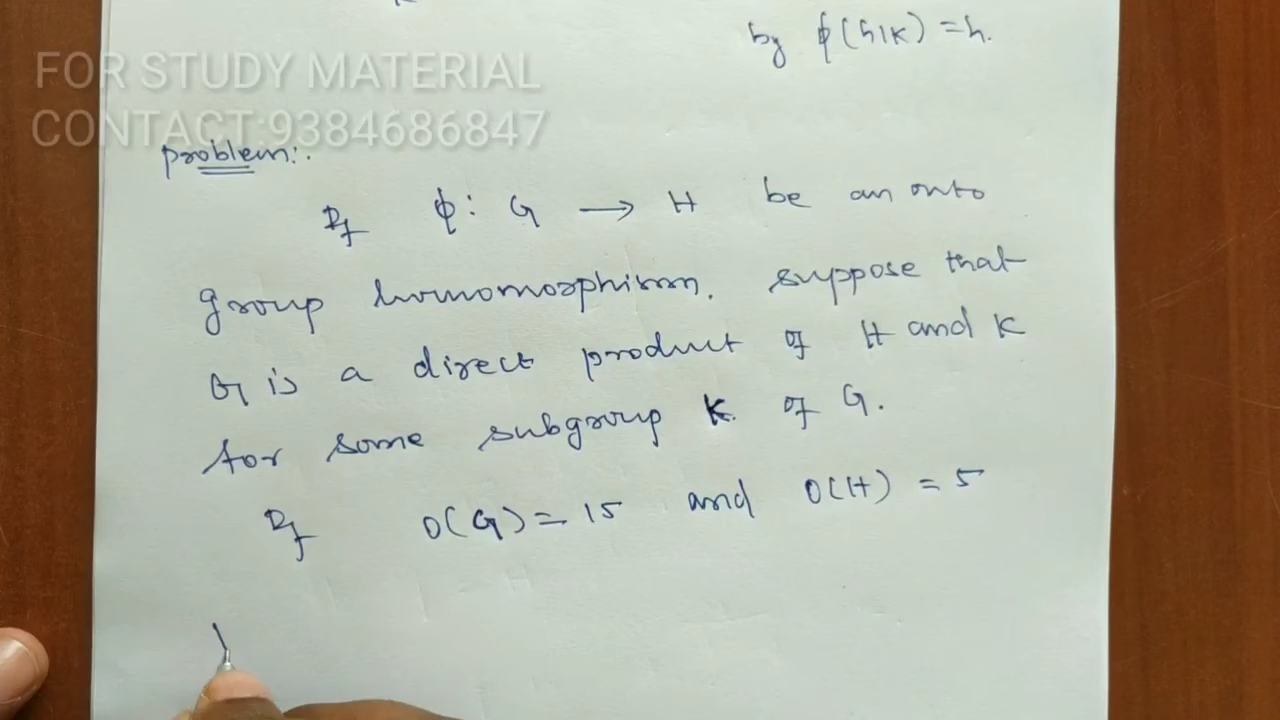 by ϕ(h,k) = h.
FOR STUDY MATERIAL
CONTACT:9384686847
problem:.
If ϕ: G → H be an onto
group homomorphism. suppose that
G is a direct product of H and K
for some subgroup K of G.
If O(G) = 15 and O(H) = 5